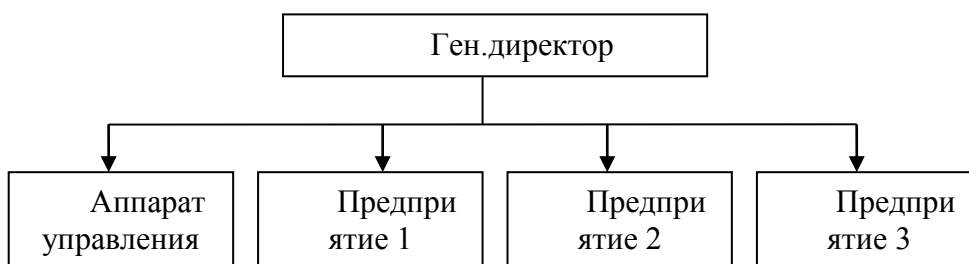 Ген.директор
Аппарат
управления
Предпри
ятие 1
Предпри
ятие 2
Предпри
ятие 3